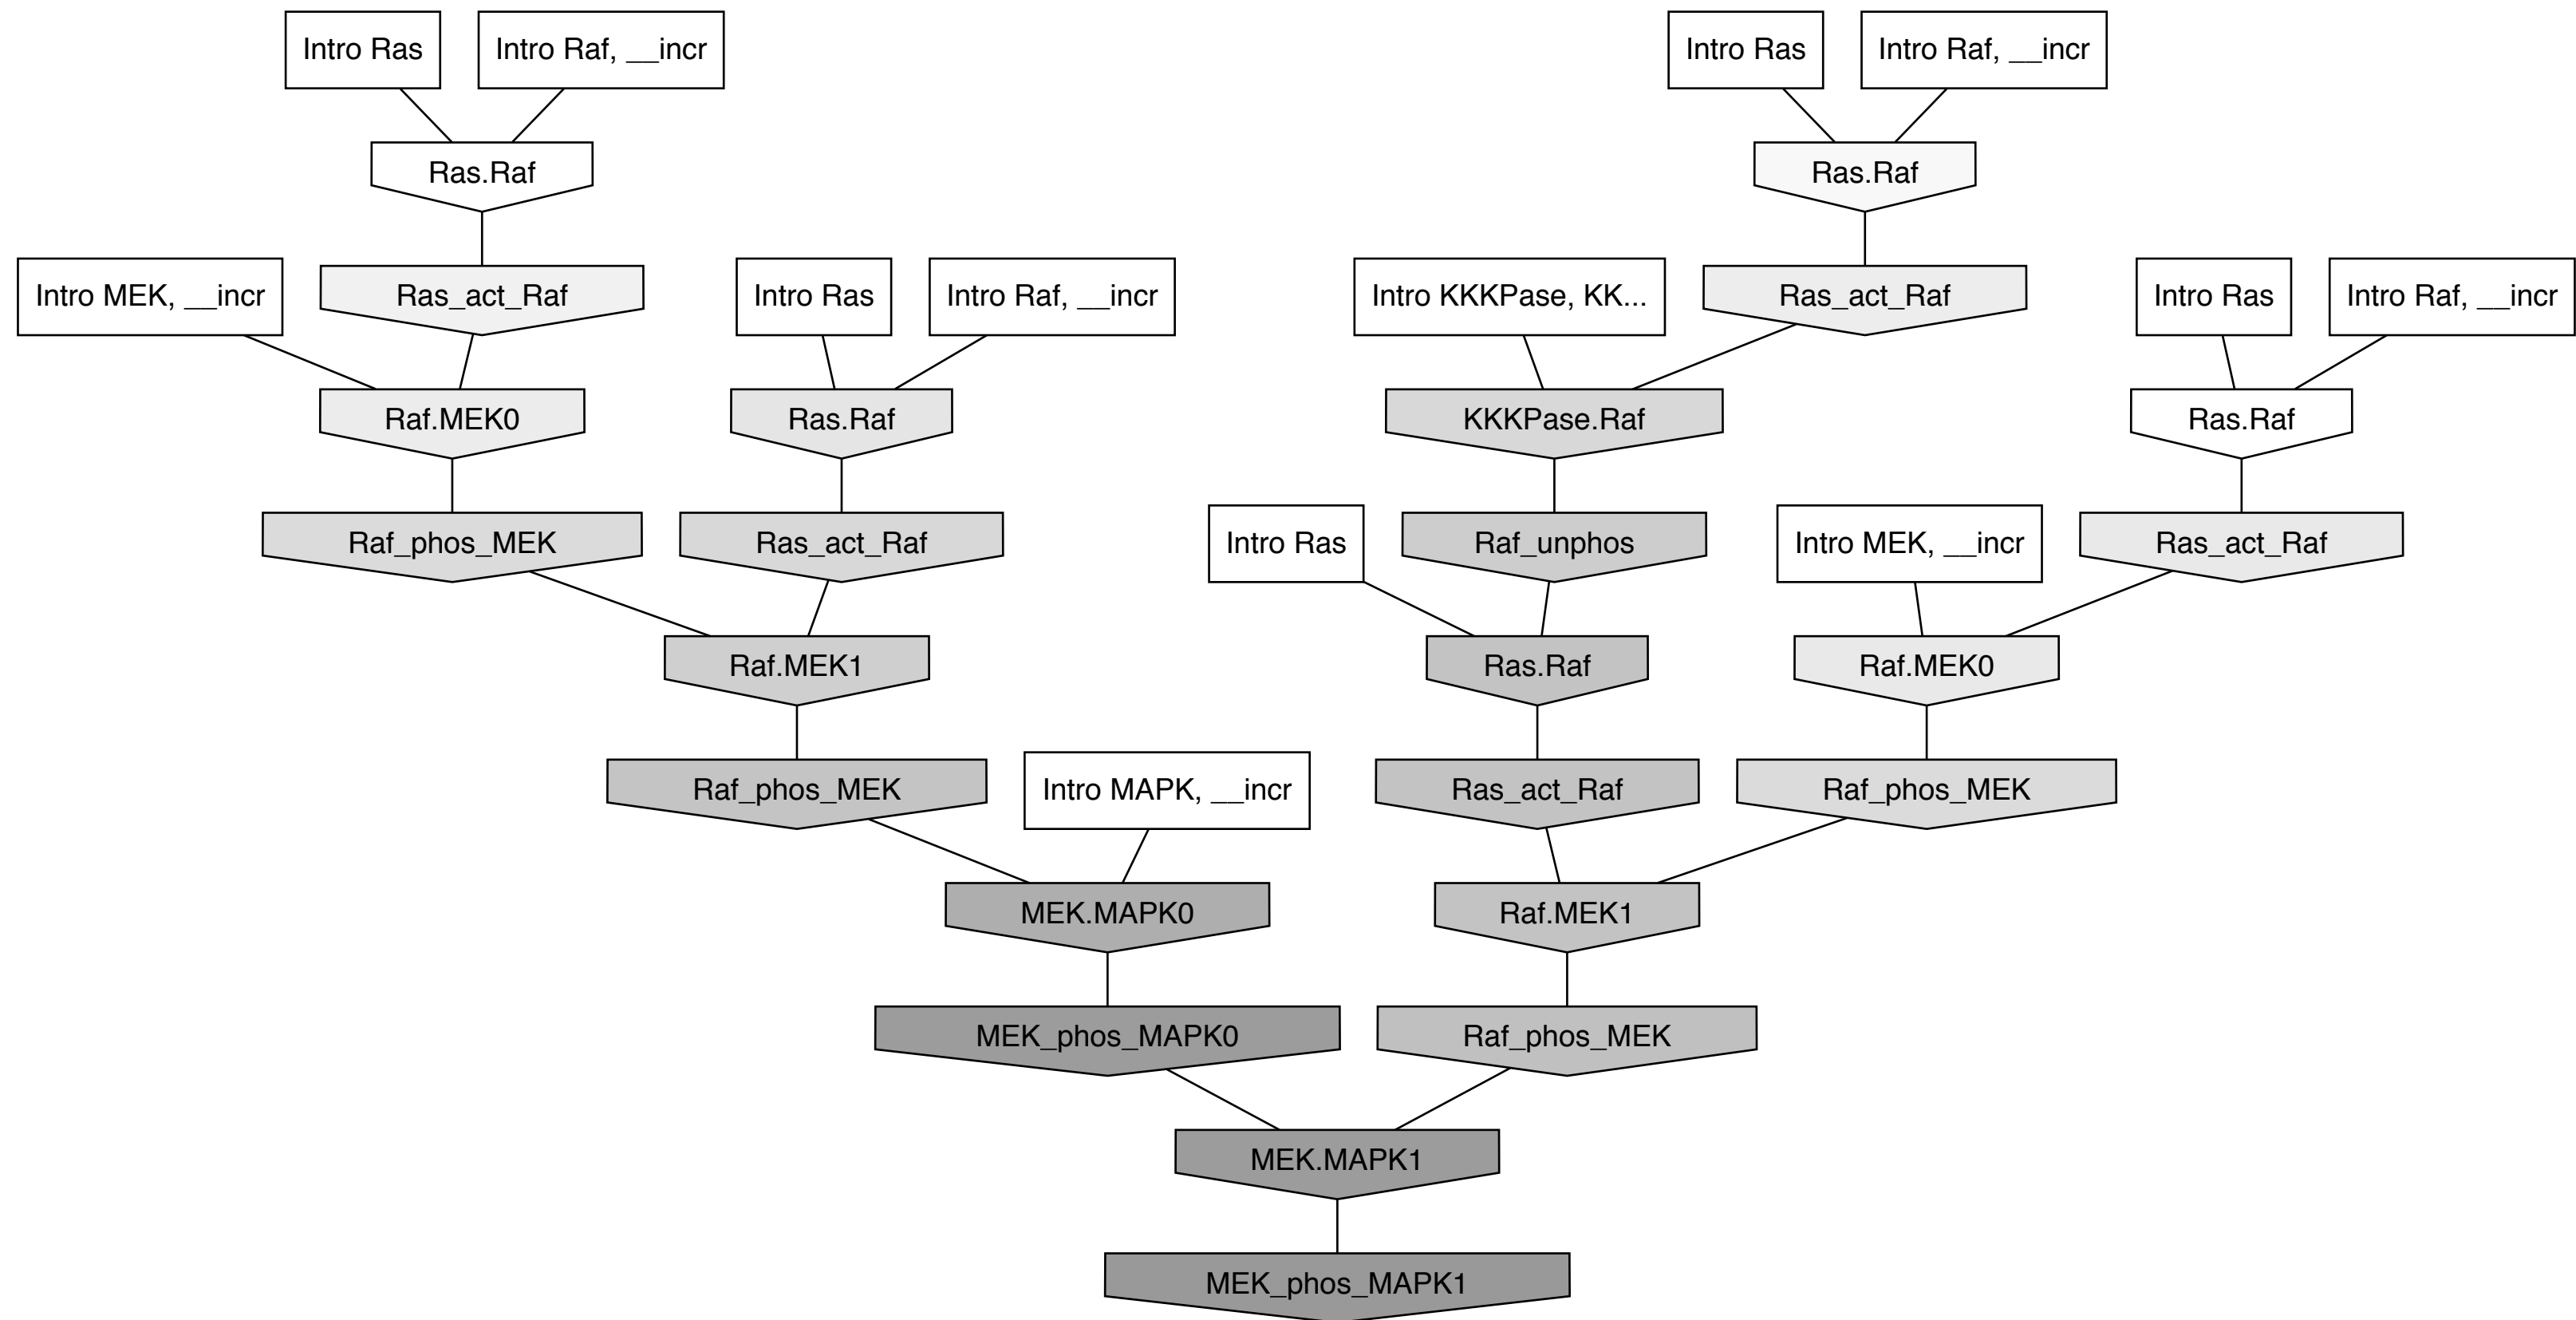 Intro Ras
Intro Raf, __incr
Intro Ras
Intro Raf, __incr
Ras.Raf
Ras.Raf
Intro MEK, __incr
Ras_act_Raf
Intro Ras
Intro Raf, __incr
Intro KKKPase, KK...
Ras_act_Raf
Intro Ras
Intro Raf, __incr
Raf.MEK0
Ras.Raf
KKKPase.Raf
Ras.Raf
Raf_phos_MEK
Ras_act_Raf
Intro Ras
Raf_unphos
Intro MEK, __incr
Ras_act_Raf
Raf.MEK1
Ras.Raf
Raf.MEK0
Raf_phos_MEK
Intro MAPK, __incr
Ras_act_Raf
Raf_phos_MEK
MEK.MAPK0
Raf.MEK1
MEK_phos_MAPK0
Raf_phos_MEK
MEK.MAPK1
MEK_phos_MAPK1